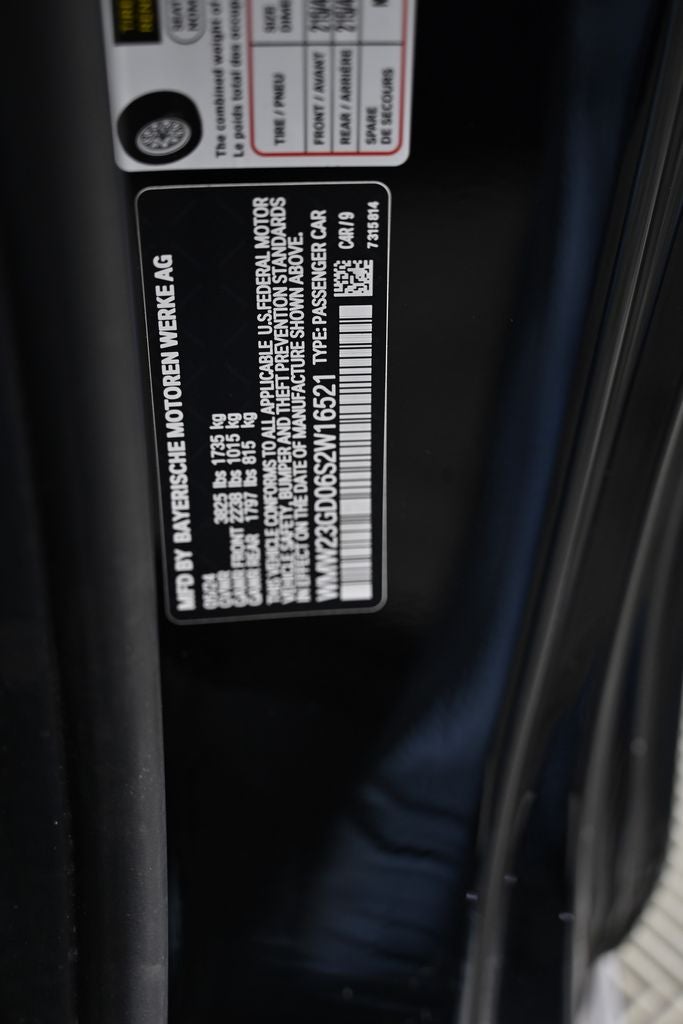 The combined weight of
Le poids total des occup
TIRE / PNEU
SIZE
DIME
FRONT / AVANT
REAR / ARRIÈRE
SPARE
DE SECOURS
MFD BY BAYERISCHE MOTOREN WERKE AG
05/24
GVWR 3825 lbs 1735 kg
GAWR FRONT 2238 lbs 1015 kg
GAWR REAR 1797 lbs 815 kg
THIS VEHICLE CONFORMS TO ALL APPLICABLE U.S.FEDERAL MOTOR
VEHICLE SAFETY, BUMPER AND THEFT PREVENTION STANDARDS
IN EFFECT ON THE DATE OF MANUFACTURE SHOWN ABOVE.
WMW23GD06S2W16521 TYPE: PASSENGER CAR
C4R/9
7315814